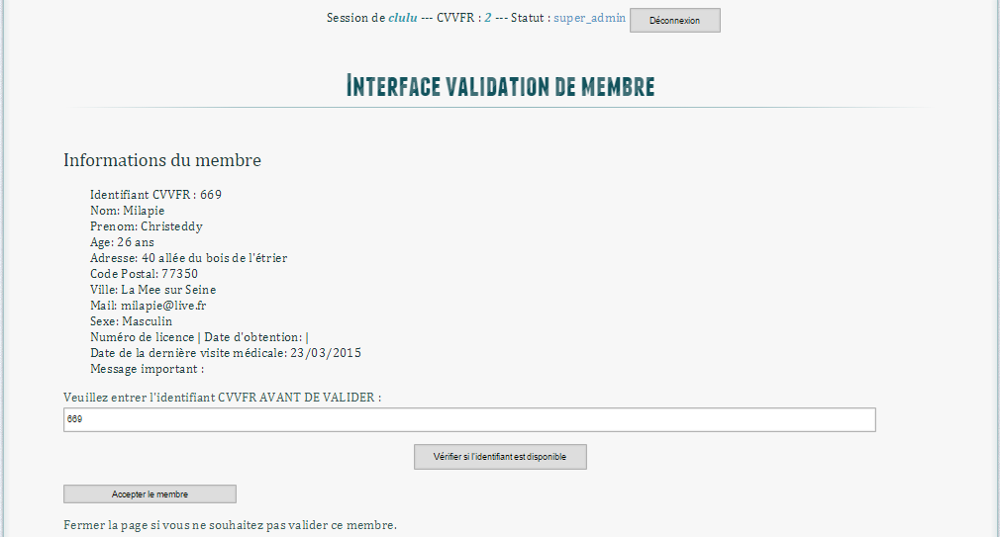 Session de clulu --- CVVFR : 2 --- Statut : super_admin Déconnexion
Interface validation de membre
Informations du membre
Identifiant CVVFR : 669
Nom: Milapie
Prenom: Christeddy
Age: 26 ans
Adresse: 40 allée du bois de l'étrier
Code Postal: 77350
Ville: La Mee sur Seine
Mail: milapie@live.fr
Sexe: Masculin
Numéro de licence | Date d'obtention: |
Date de la dernière visite médicale: 23/03/2015
Message important :
Veuillez entrer l'identifiant CVVFR AVANT DE VALIDER :
669
Vérifier si l'identifiant est disponible
Accepter le membre
Fermer la page si vous ne souhaitez pas valider ce membre.